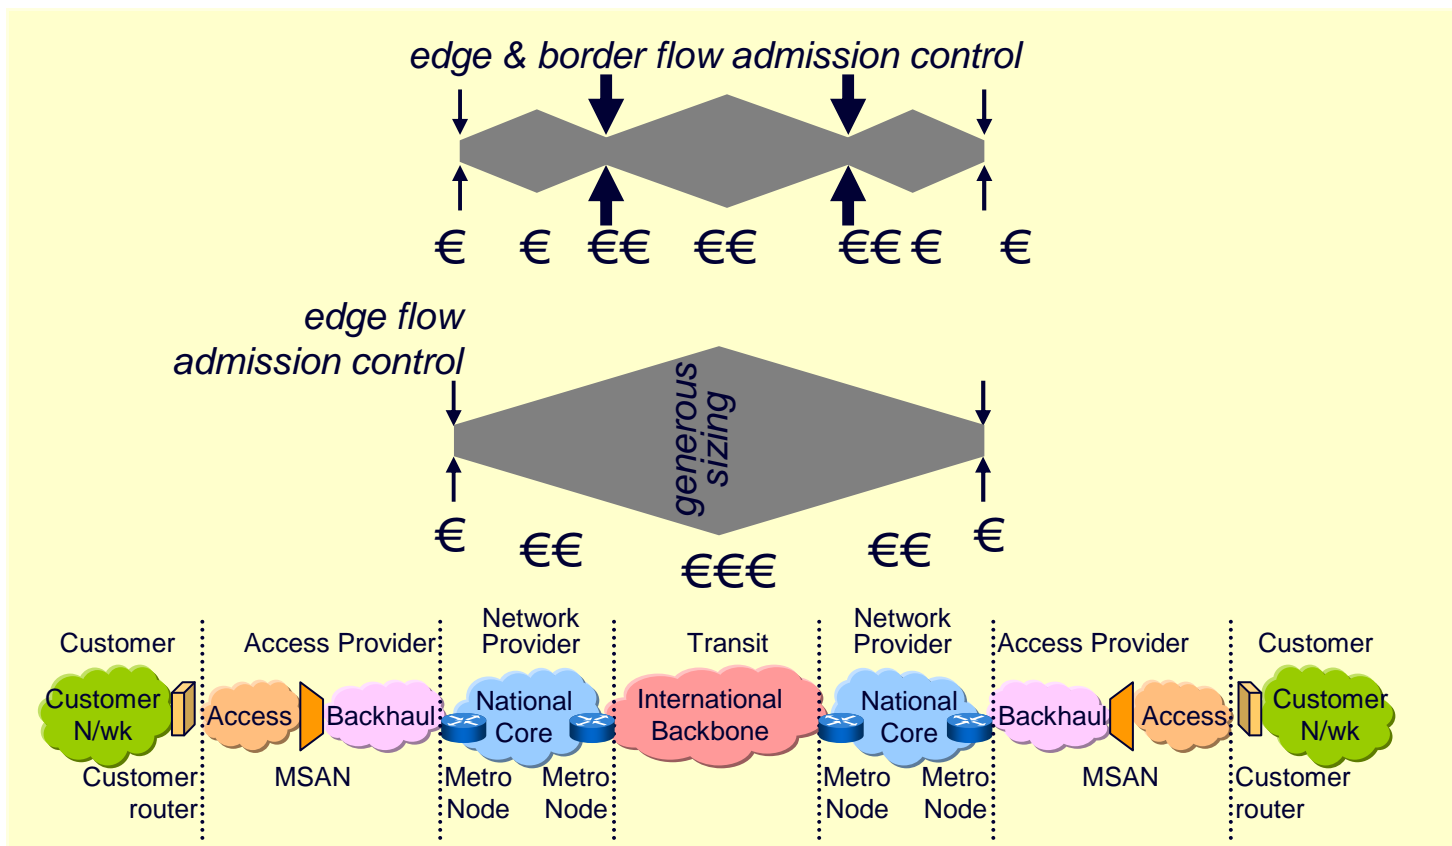 edge & border flow admission control
€ € €€ €€ €€ € €
edge flow
admission control
generous
sizing
€ €€ €€€ €€ €
Customer Access Provider Network Provider Transit Network Provider Access Provider Customer
Customer N/wk Access Backhaul National Core International Backbone National Core Backhaul Access Customer N/wk
Customer router MSAN Metro Node Metro Node Metro Node Metro Node MSAN Customer router